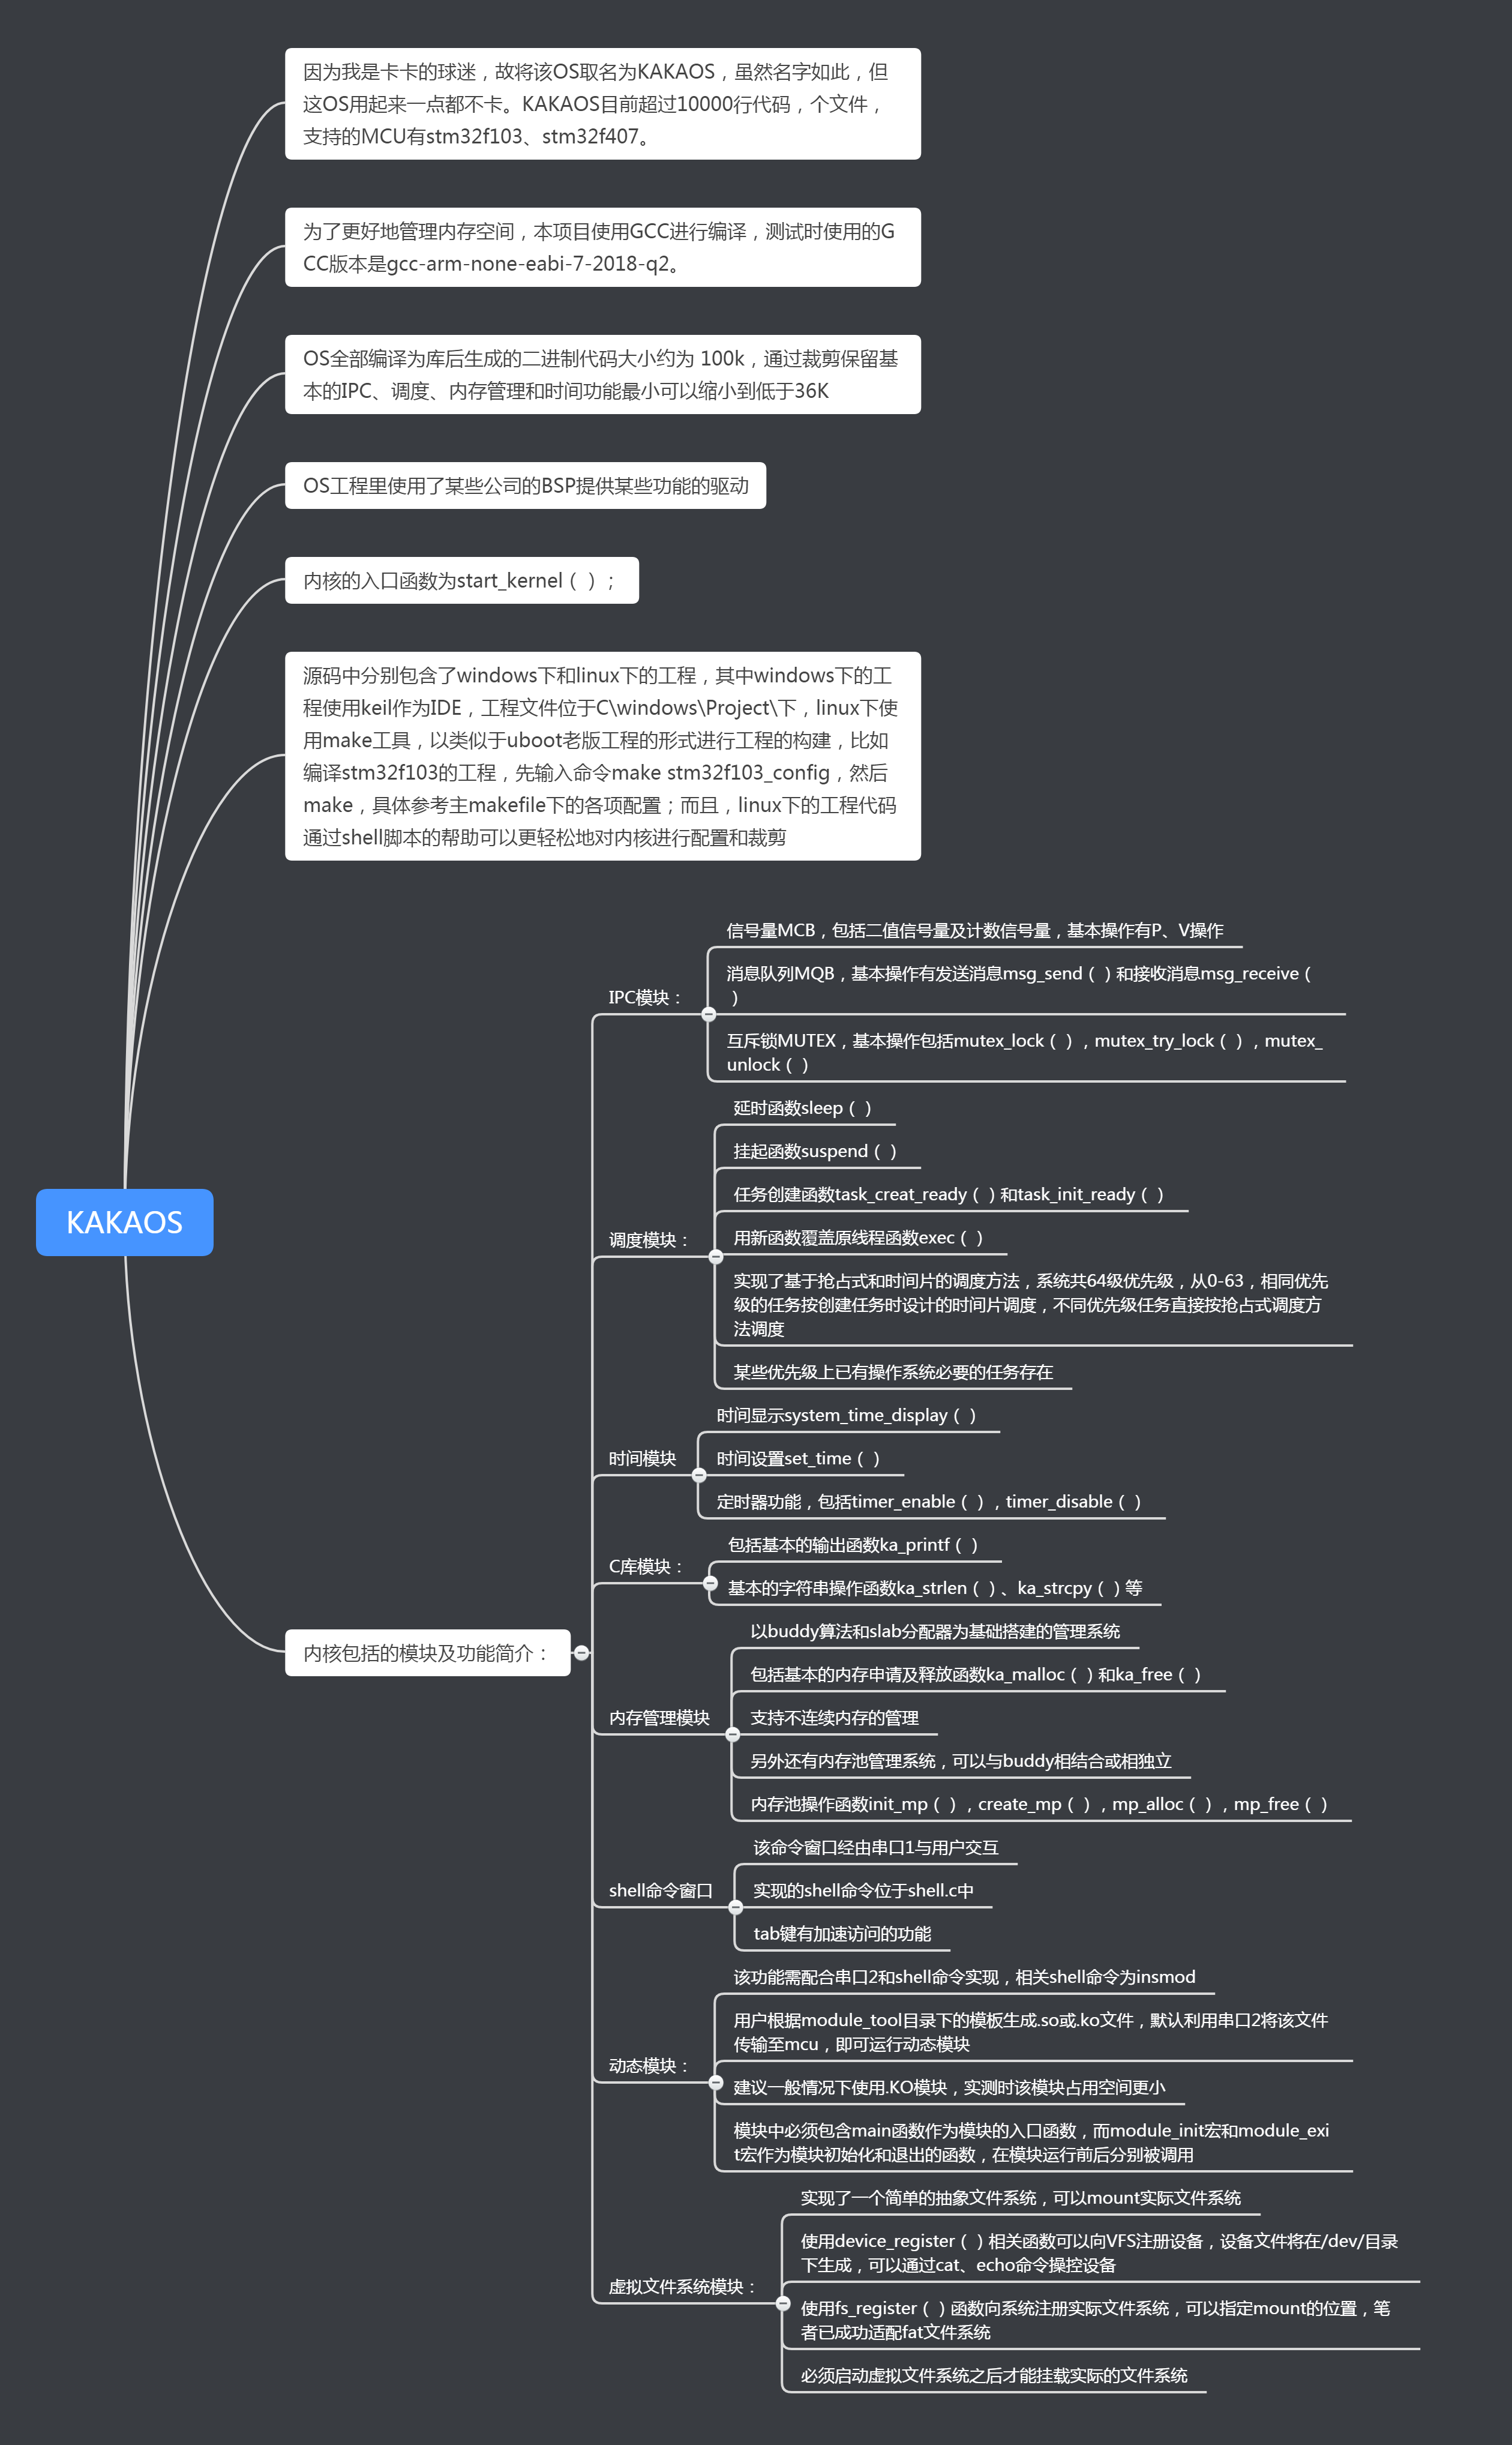 因为我是卡卡的球迷，故将该OS取名为KAKAOS，虽然名字如此，但
这OS用起来一点都不卡。KAKAOS目前超过10000行代码，个文件，
支持的MCU有stm32f103、stm32f407。
为了更好地管理内存空间，本项目使用GCC进行编译，测试时使用的G
CC版本是gcc-arm-none-eabi-7-2018-q2。
OS全部编译为库后生成的二进制代码大小约为 100k，通过裁剪保留基
本的IPC、调度、内存管理和时间功能最小可以缩小到低于36K
OS工程里使用了某些公司的BSP提供某些功能的驱动
内核的入口函数为start_kernel（ ）；
源码中分别包含了windows下和linux下的工程，其中windows下的工
程使用keil作为IDE，工程文件位于C\windows\Project\下，linux下使
用make工具，以类似于uboot老版工程的形式进行工程的构建，比如
编译stm32f103的工程，先输入命令make stm32f103_config，然后
make，具体参考主makefile下的各项配置；而且，linux下的工程代码
通过shell脚本的帮助可以更轻松地对内核进行配置和裁剪
KAKAOS
内核包括的模块及功能简介：
IPC模块：
信号量MCB，包括二值信号量及计数信号量，基本操作有P、V操作
消息队列MQB，基本操作有发送消息msg_send（ ）和接收消息msg_receive（
）
互斥锁MUTEX，基本操作包括mutex_lock（ ），mutex_try_lock（ ），mutex_
unlock（ ）
调度模块：
延时函数sleep（ ）
挂起函数suspend（ ）
任务创建函数task_creat_ready（ ）和task_init_ready（ ）
用新函数覆盖原线程函数exec（ ）
实现了基于抢占式和时间片的调度方法，系统共64级优先级，从0-63，相同优先
级的任务按创建任务时设计的时间片调度，不同优先级任务直接按抢占式调度方
法调度
某些优先级上已有操作系统必要的任务存在
时间模块
时间显示system_time_display（ ）
时间设置set_time（ ）
定时器功能，包括timer_enable（ ），timer_disable（ ）
C库模块：
包括基本的输出函数ka_printf（ ）
基本的字符串操作函数ka_strlen（ ）、ka_strcpy（ ）等
内存管理模块
以buddy算法和slab分配器为基础搭建的管理系统
包括基本的内存申请及释放函数ka_malloc（ ）和ka_free（ ）
支持不连续内存的管理
另外还有内存池管理系统，可以与buddy相结合或相独立
内存池操作函数init_mp（ ），create_mp（ ），mp_alloc（ ），mp_free（ ）
shell命令窗口
该命令窗口经由串口1与用户交互
实现的shell命令位于shell.c中
tab键有加速访问的功能
动态模块：
该功能需配合串口2和shell命令实现，相关shell命令为insmod
用户根据module_tool目录下的模板生成.so或.ko文件，默认利用串口2将该文件
传输至mcu，即可运行动态模块
建议一般情况下使用.KO模块，实测时该模块占用空间更小
模块中必须包含main函数作为模块的入口函数，而module_init宏和module_exi
t宏作为模块初始化和退出的函数，在模块运行前后分别被调用
虚拟文件系统模块：
实现了一个简单的抽象文件系统，可以mount实际文件系统
使用device_register（ ）相关函数可以向VFS注册设备，设备文件将在/dev/目录
下生成，可以通过cat、echo命令操控设备
使用fs_register（ ）函数向系统注册实际文件系统，可以指定mount的位置，笔
者已成功适配fat文件系统
必须启动虚拟文件系统之后才能挂载实际的文件系统